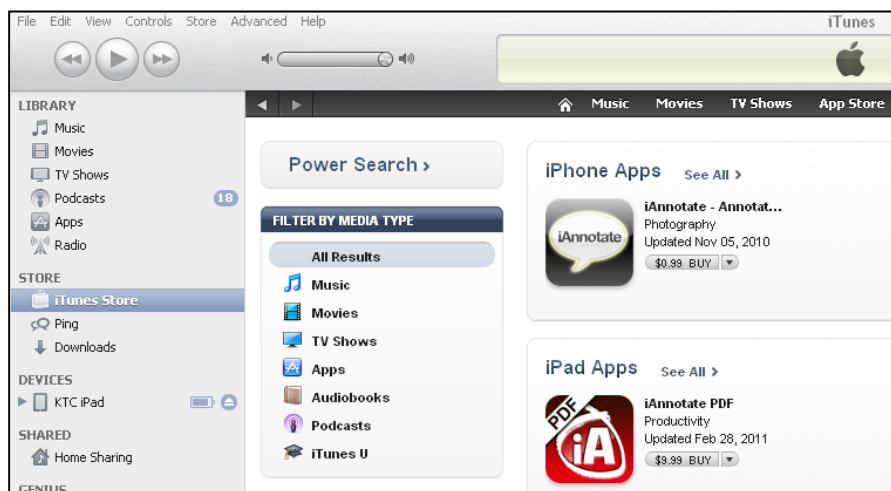 File Edit View Controls Store Advanced Help
iTunes
LIBRARY
Music
Movies
TV Shows
Podcasts 18
Apps
Radio
STORE
iTunes Store
Ping
Downloads
DEVICES
KTC iPad
SHARED
Home Sharing
GENIUS
Music Movies TV Shows App Store
Power Search >
FILTER BY MEDIA TYPE
All Results
Music
Movies
TV Shows
Apps
Audiobooks
Podcasts
iTunes U
iPhone Apps See All >
iAnnotate
iAnnotate - Annotat...
Photography
Updated Nov 05, 2010
$0.99 BUY
iPad Apps See All >
PDF
iA
iAnnotate PDF
Productivity
Updated Feb 28, 2011
$9.99 BUY